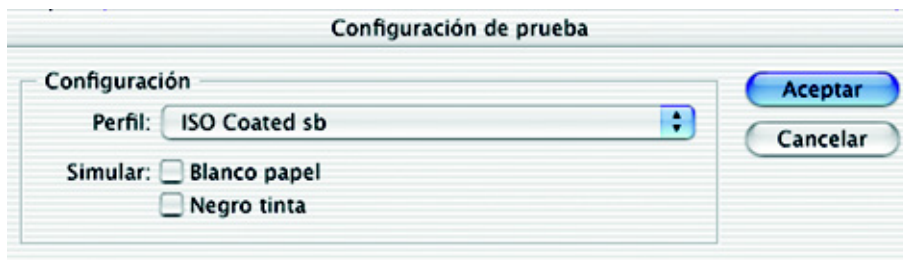 Configuración de prueba
Configuración
Aceptar
Perfil: ISO Coated sb
Cancelar
Simular: Blanco papel
Negro tinta